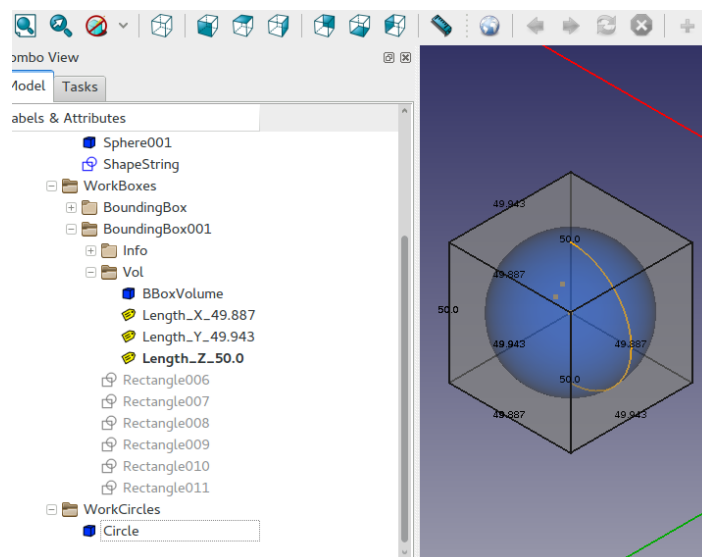 ombo View
Model
Tasks
abels & Attributes
Sphere001
ShapeString
WorkBoxes
BoundingBox
BoundingBox001
Info
Vol
BBoxVolume
Length_X_49.887
Length_Y_49.943
Length_Z_50.0
Rectangle006
Rectangle007
Rectangle008
Rectangle009
Rectangle010
Rectangle011
WorkCircles
Circle
49.943
50.0
49.887
50.0
49.943
49.887
50.0
49.887
49.943